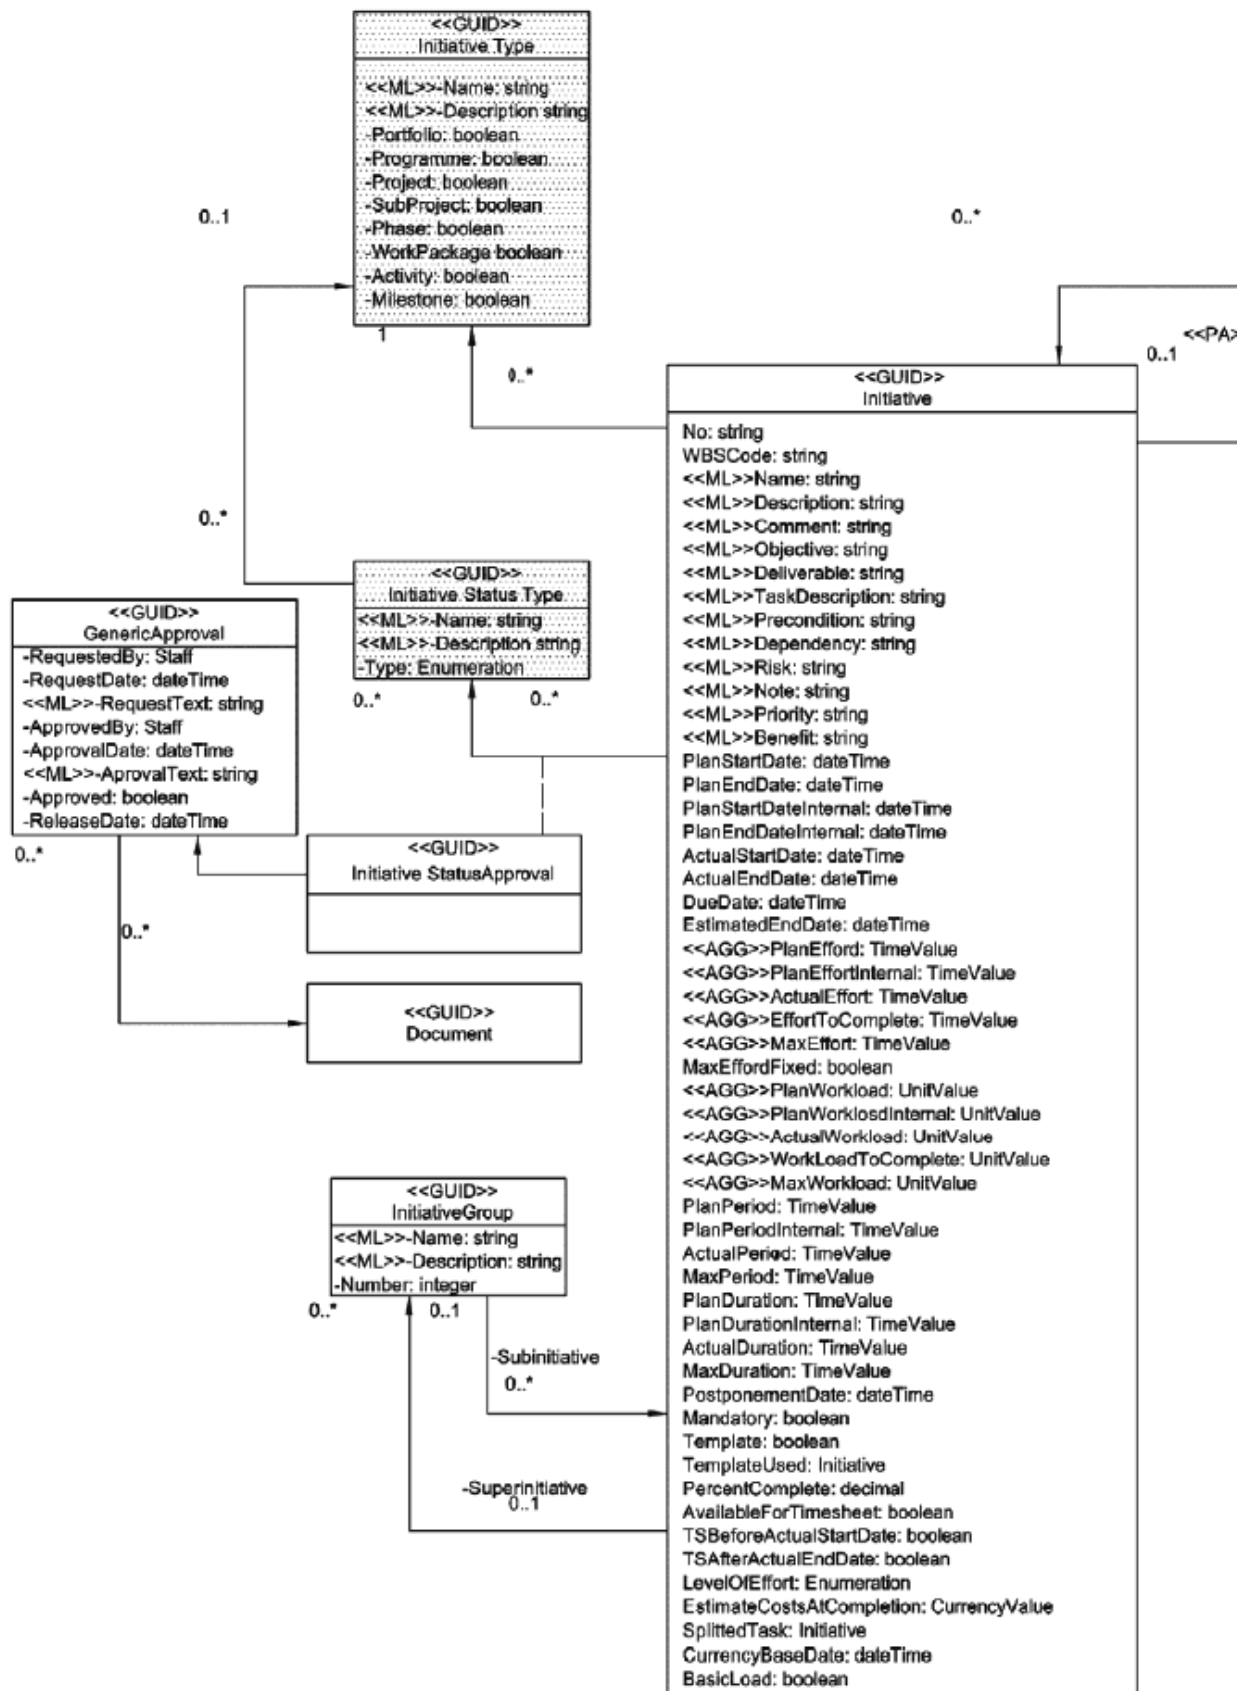 <<GUID>>
Initiative Type
<<ML>>-Name: string
<<ML>>-Description string
-Portfolio: boolean
-Programme: boolean
-Project: boolean
-SubProject: boolean
-Phase: boolean
-WorkPackage boolean
-Activity: boolean
-Milestone: boolean
0..1
0..*
1
0..*
<<PA>
0..1
0..*
<<GUID>>
Initiative Status Type
<<ML>>-Name: string
<<ML>>-Description string
-Type: Enumeration
0..*
0..*
<<GUID>>
GenericApproval
-RequestedBy: Staff
-RequestDate: dateTime
<<ML>>-RequestText: string
-ApprovedBy: Staff
-ApprovalDate: dateTime
<<ML>>-AprovalText: string
-Approved: boolean
-ReleaseDate: dateTime
0..*
0..*
<<GUID>>
Initiative StatusApproval
<<GUID>>
Document
<<GUID>>
InitiativeGroup
<<ML>>-Name: string
<<ML>>-Description: string
-Number: integer
0..*
0..1
-Subinitiative
0..*
-Superinitiative
0..1
<<GUID>>
Initiative
No: string
WBSCode: string
<<ML>>Name: string
<<ML>>Description: string
<<ML>>Comment: string
<<ML>>Objective: string
<<ML>>Deliverable: string
<<ML>>TaskDescription: string
<<ML>>Precondition: string
<<ML>>Dependency: string
<<ML>>Risk: string
<<ML>>Note: string
<<ML>>Priority: string
<<ML>>Benefit: string
PlanStartDate: dateTime
PlanEndDate: dateTime
PlanStartDateInternal: dateTime
PlanEndDateInternal: dateTime
ActualStartDate: dateTime
ActualEndDate: dateTime
DueDate: dateTime
EstimatedEndDate: dateTime
<<AGG>>PlanEfford: TimeValue
<<AGG>>PlanEffortInternal: TimeValue
<<AGG>>ActualEffort: TimeValue
<<AGG>>EffortToComplete: TimeValue
<<AGG>>MaxEffort: TimeValue
MaxEffordFixed: boolean
<<AGG>>PlanWorkload: UnitValue
<<AGG>>PlanWorklosdInternal: UnitValue
<<AGG>>ActualWorkload: UnitValue
<<AGG>>WorkLoadToComplete: UnitValue
<<AGG>>MaxWorkload: UnitValue
PlanPeriod: TimeValue
PlanPeriodInternal: TimeValue
ActualPeriod: TimeValue
MaxPeriod: TimeValue
PlanDuration: TimeValue
PlanDurationInternal: TimeValue
ActualDuration: TimeValue
MaxDuration: TimeValue
PostponementDate: dateTime
Mandatory: boolean
Template: boolean
TemplateUsed: Initiative
PercentComplete: decimal
AvailableForTimesheet: boolean
TSBeforeActualStartDate: boolean
TSAfterActualEndDate: boolean
LevelOfEffort: Enumeration
EstimateCostsAtCompletion: CurrencyValue
SplittedTask: Initiative
CurrencyBaseDate: dateTime
BasicLoad: boolean